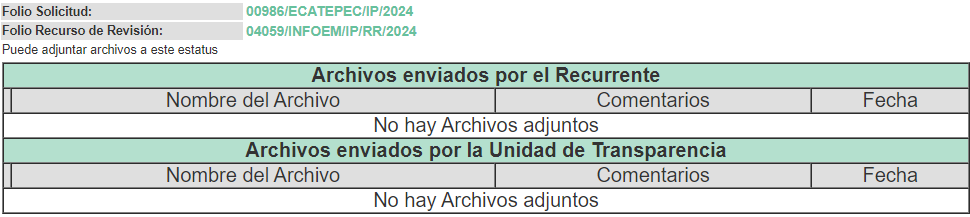 Folio Solicitud: 00986/ECATEPEC/IP/2024
Folio Recurso de Revisión: 04059/INFOEM/IP/RR/2024
Puede adjuntar archivos a este estatus
Archivos enviados por el Recurrente
Nombre del Archivo Comentarios Fecha
No hay Archivos adjuntos
Archivos enviados por la Unidad de Transparencia
Nombre del Archivo Comentarios Fecha
No hay Archivos adjuntos